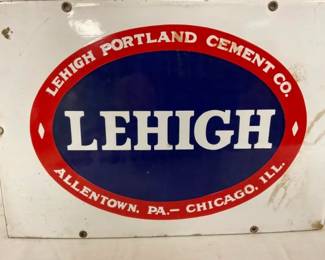 LEHIGH PORTLAND CEMENT CO.
LEHIGH
ALLENTOWN, PA.— CHICAGO, ILL.